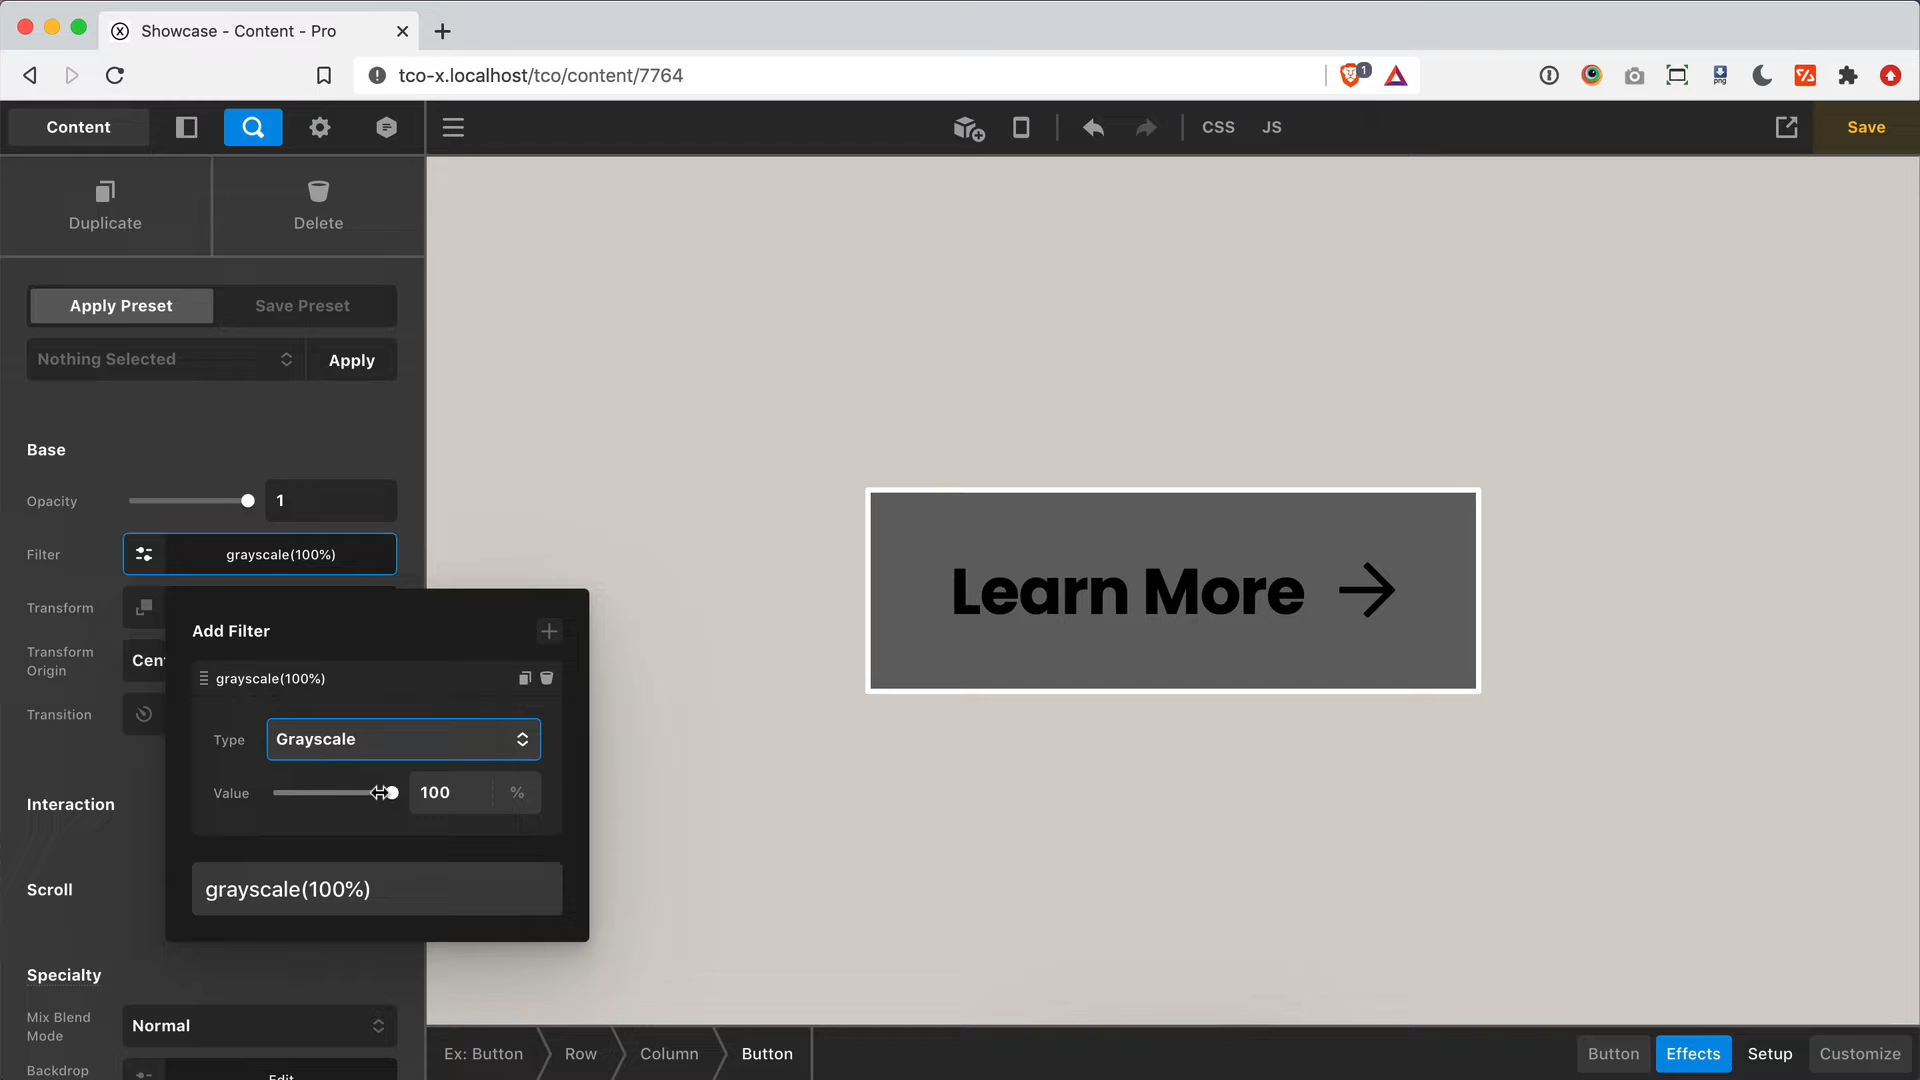 Showcase - Content - Pro
tco-x.localhost/tco/content/7764
1
png
Content
CSS
JS
Save
Duplicate
Delete
Apply Preset
Save Preset
Nothing Selected
Apply
Base
Opacity
1
Filter
grayscale(100%)
Transform
Transform
Origin
Cen
Transition
Add Filter
grayscale(100%)
Type
Grayscale
Value
100
%
grayscale(100%)
Interaction
Scroll
Specialty
Mix Blend
Mode
Normal
Backdrop
Edit
Learn More
Ex: Button
Row
Column
Button
Button
Effects
Setup
Customize